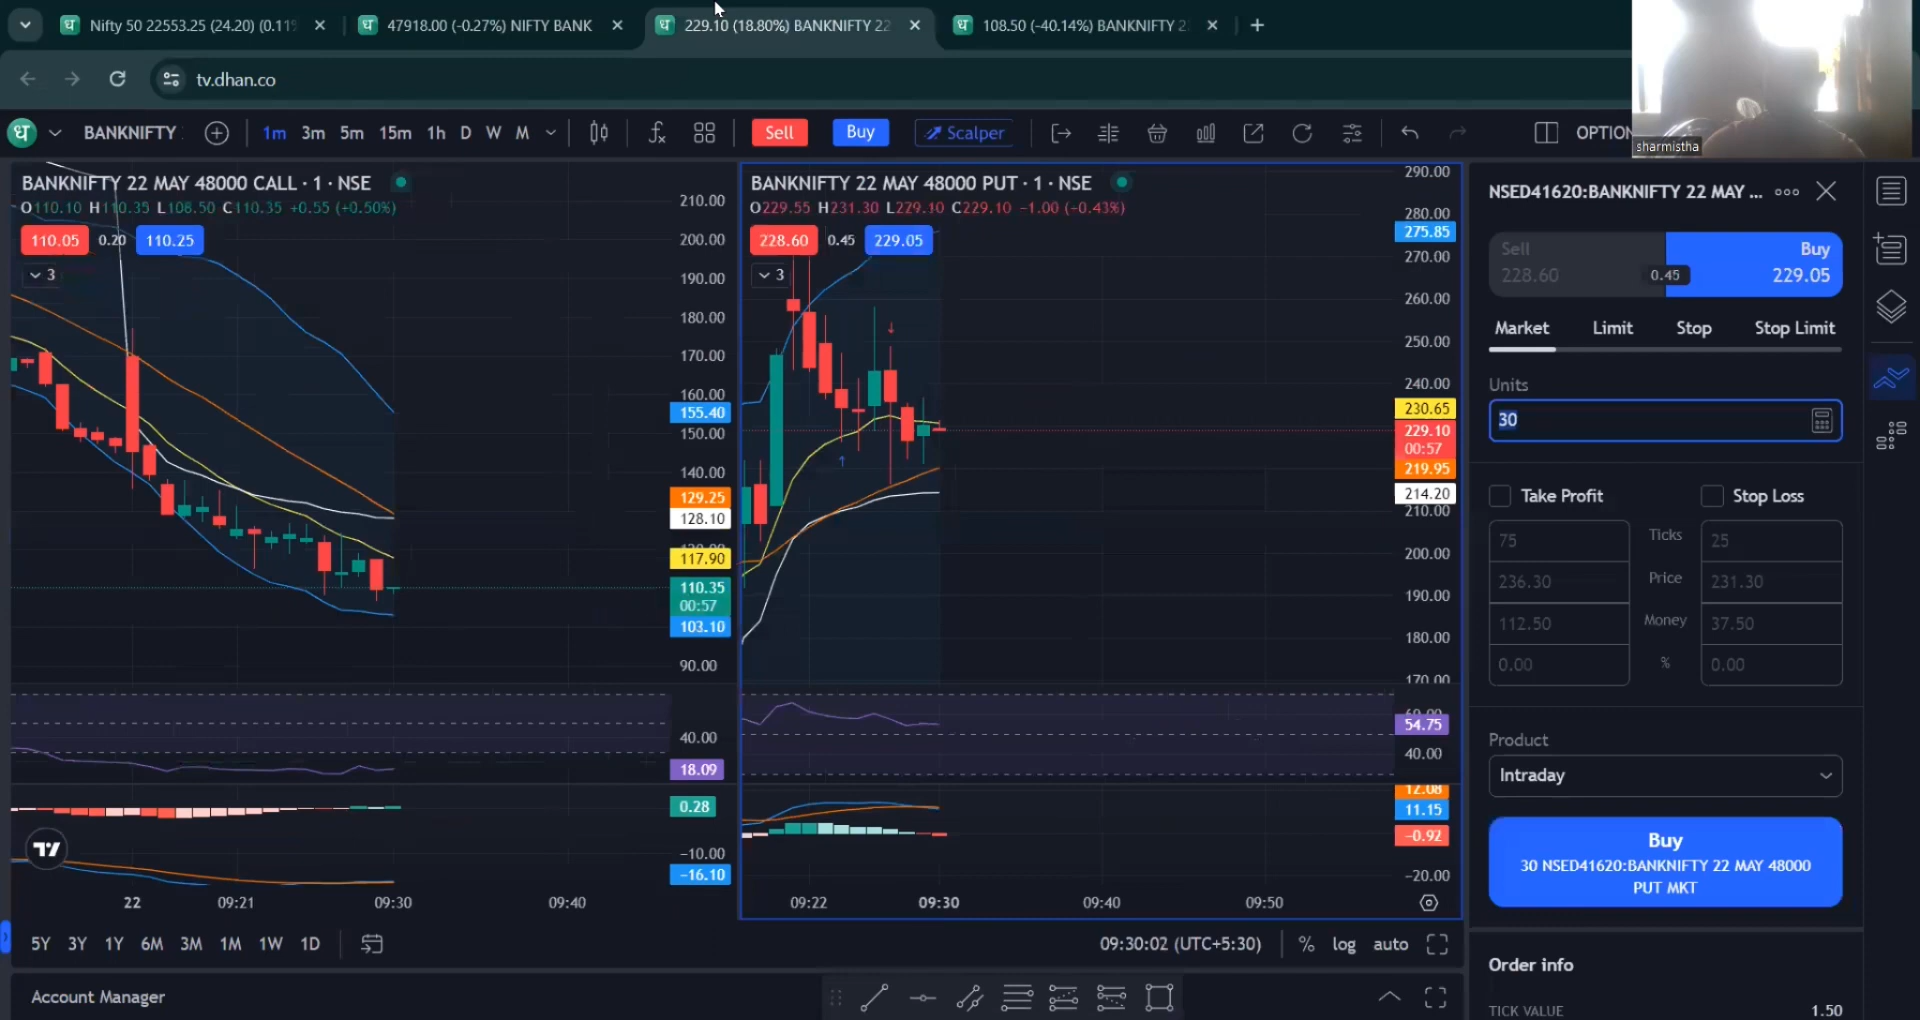 Nifty 50 22553.25 (24.20) (0.11%
47918.00 (-0.27%) NIFTY BANK
229.10 (18.80%) BANKNIFTY 22
108.50 (-40.14%) BANKNIFTY 2
tv.dhan.co
sharmistha
BANKNIFTY
1m 3m 5m 15m 1h D W M
Sell
Buy
Scalper
OPTION
BANKNIFTY 22 MAY 48000 CALL · 1 · NSE
O110.10 H110.35 L108.50 C110.35 +0.55 (+0.50%)
110.05 0.20 110.25
3
210.00
200.00
190.00
180.00
170.00
160.00
155.40
150.00
140.00
129.25
128.10
117.90
110.35
00:57
103.10
90.00
40.00
18.09
0.28
−10.00
−16.10
22 09:21 09:30 09:40
BANKNIFTY 22 MAY 48000 PUT · 1 · NSE
O229.55 H231.30 L229.10 C229.10 −1.00 (−0.43%)
228.60 0.45 229.05
3
290.00
280.00
275.85
270.00
260.00
250.00
240.00
230.65
229.10
00:57
219.95
214.20
210.00
200.00
190.00
180.00
170.00
60.00
54.75
40.00
12.08
11.15
−0.92
−20.00
09:22 09:30 09:40 09:50
5Y 3Y 1Y 6M 3M 1M 1W 1D
09:30:02 (UTC+5:30) % log auto
Account Manager
NSED41620:BANKNIFTY 22 MAY ...
Sell Buy
228.60 0.45 229.05
Market Limit Stop Stop Limit
Units
30
Take Profit Stop Loss
75 Ticks 25
236.30 Price 231.30
112.50 Money 37.50
0.00 % 0.00
Product
Intraday
Buy
30 NSED41620:BANKNIFTY 22 MAY 48000
PUT MKT
Order info
TICK VALUE 1.50